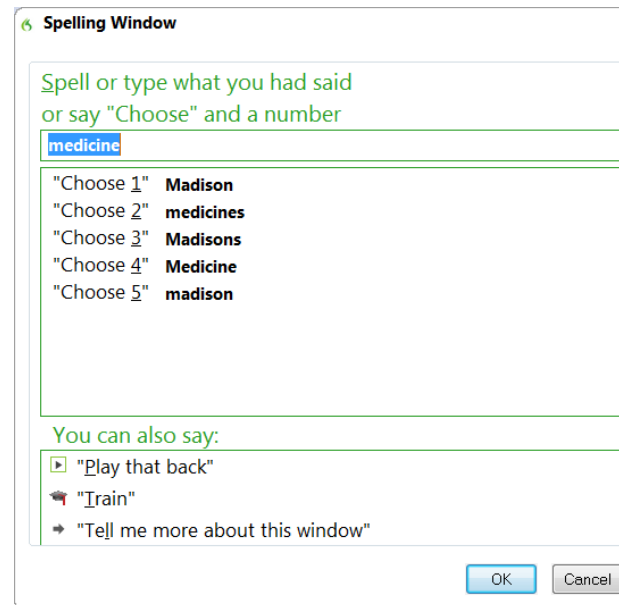 Spelling Window
Spell or type what you had said
or say "Choose" and a number
medicine
"Choose 1" Madison
"Choose 2" medicines
"Choose 3" Madisons
"Choose 4" Medicine
"Choose 5" madison
You can also say:
"Play that back"
"Train"
"Tell me more about this window"
OK Cancel